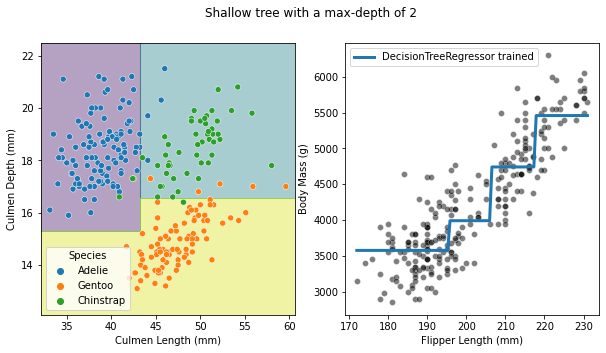 Shallow tree with a max-depth of 2
22
20
18
16
14
Culmen Depth (mm)
Species
Adelie
Gentoo
Chinstrap
35
40
45
50
55
60
Culmen Length (mm)
DecisionTreeRegressor trained
6000
5500
5000
4500
4000
3500
3000
Body Mass (g)
170
180
190
200
210
220
230
Flipper Length (mm)